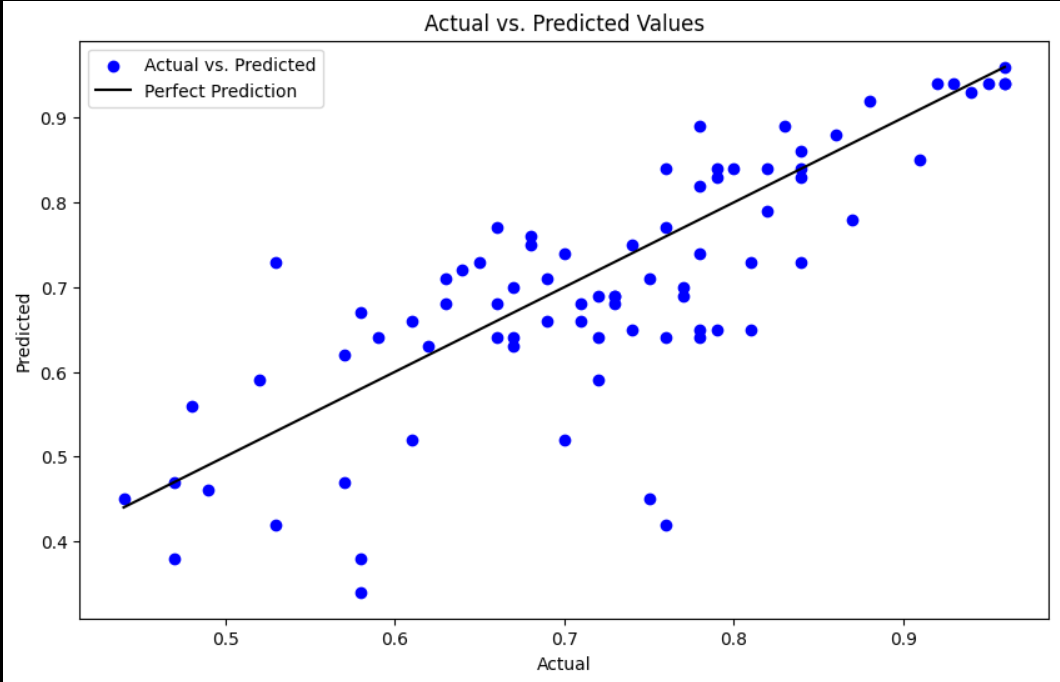 Actual vs. Predicted Values
Actual vs. Predicted
Perfect Prediction
Predicted
0.9
0.8
0.7
0.6
0.5
0.4
0.5
0.6
0.7
0.8
0.9
Actual